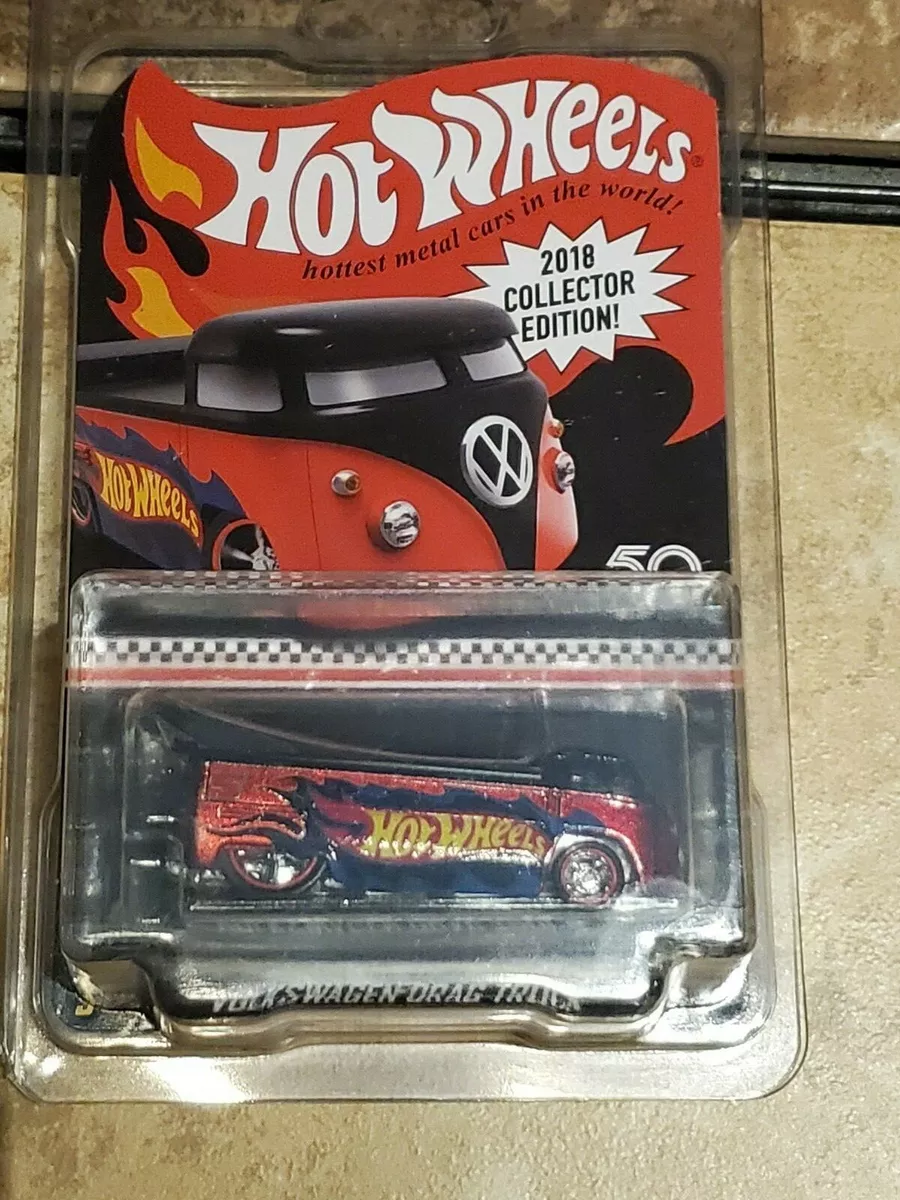 HOT WHEELS®
hottest metal cars in the world!
2018
COLLECTOR
EDITION!
HOT WHEELS
50
HOT WHEELS
VOLKSWAGEN DRAG TRUCK